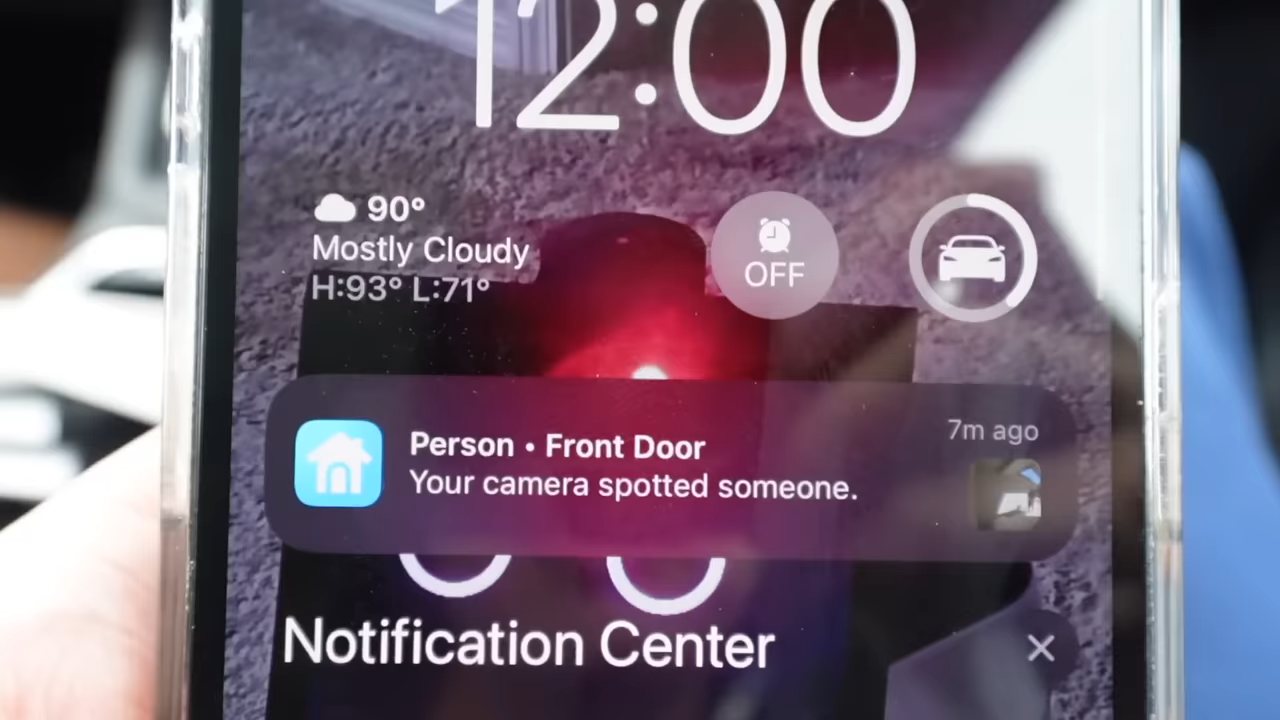 12:00
90°
Mostly Cloudy
H:93° L:71°
OFF
7m ago
Person • Front Door
Your camera spotted someone.
Notification Center